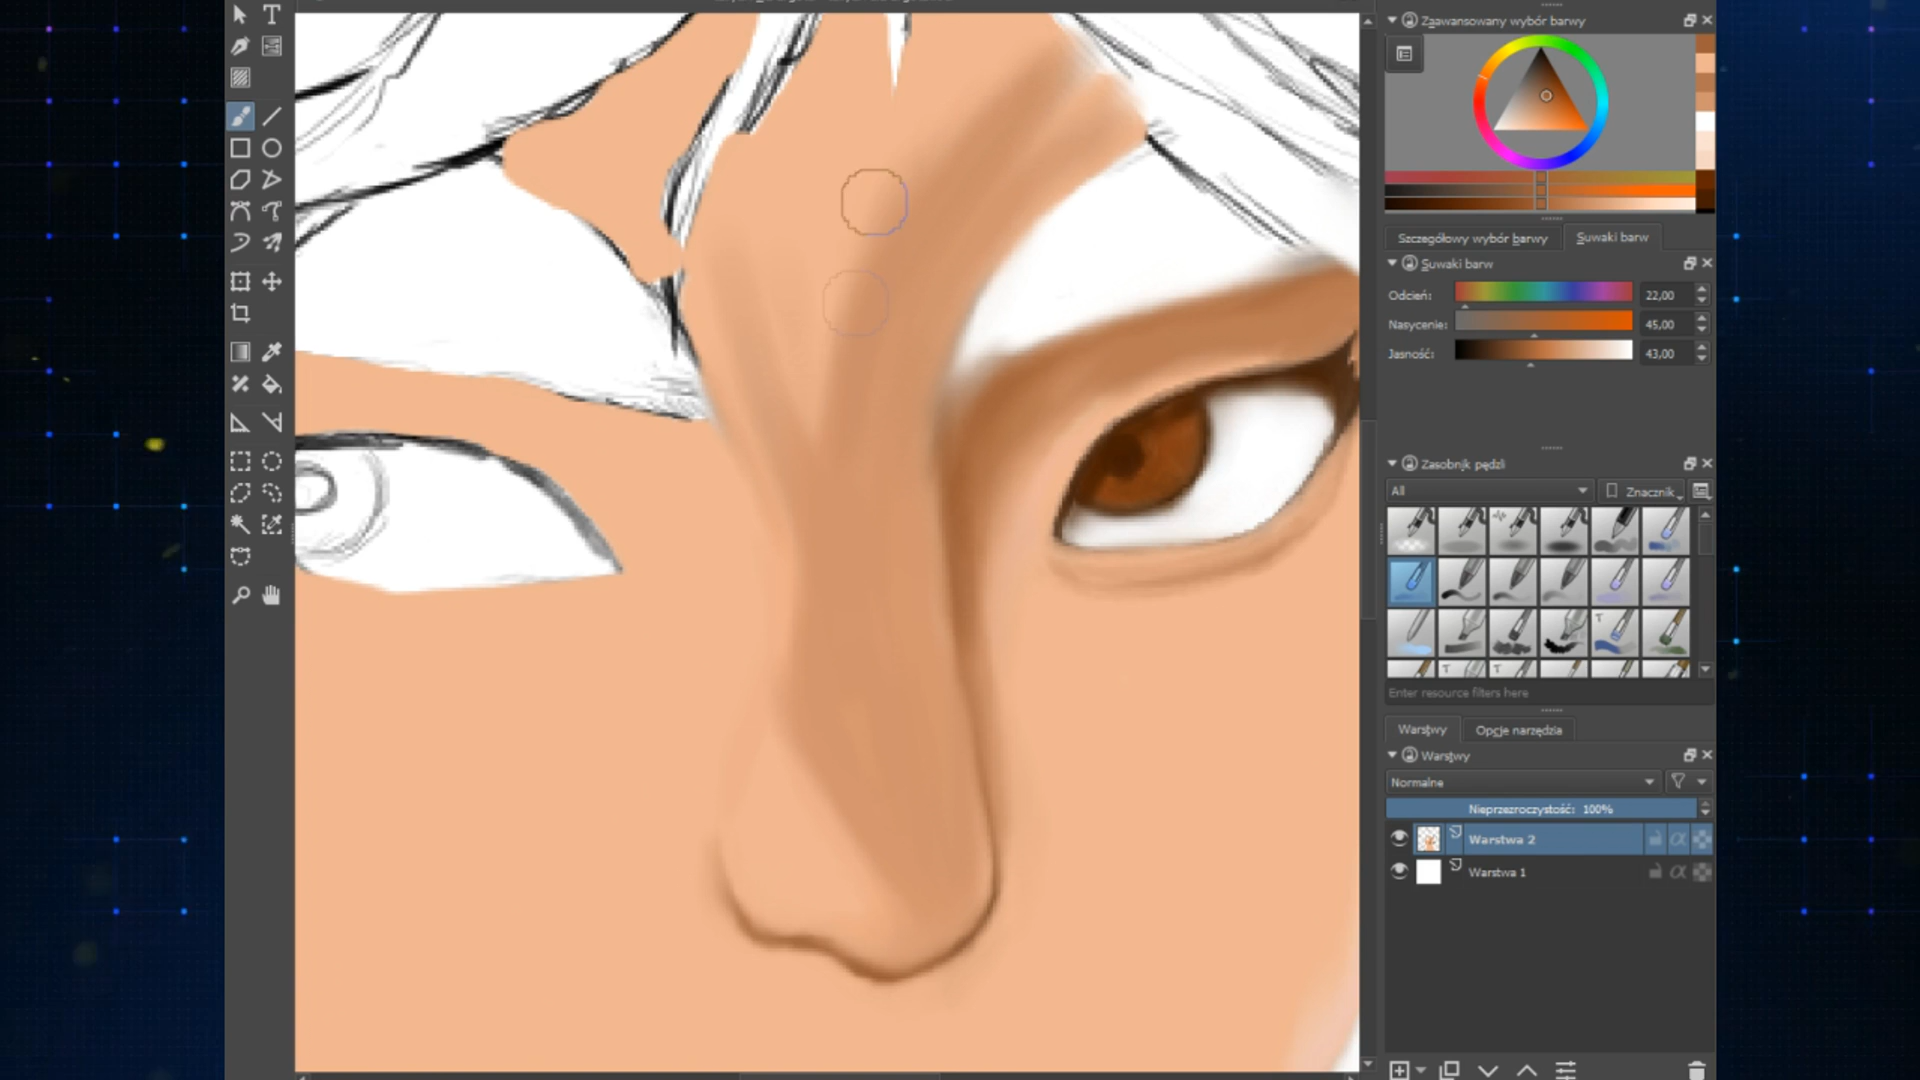 Zaawansowany wybór barwy
Szczegółowy wybór barwy
Suwaki barw
Suwaki barw
Odcień: 22,00
Nasycenie: 45,00
Jasność: 43,00
Zasobnik pędzli
All
Znacznik
Enter resource filters here
Warstwy
Opcje narzędzia
Warstwy
Normalne
Nieprzezroczystość: 100%
Warstwa 2
Warstwa 1